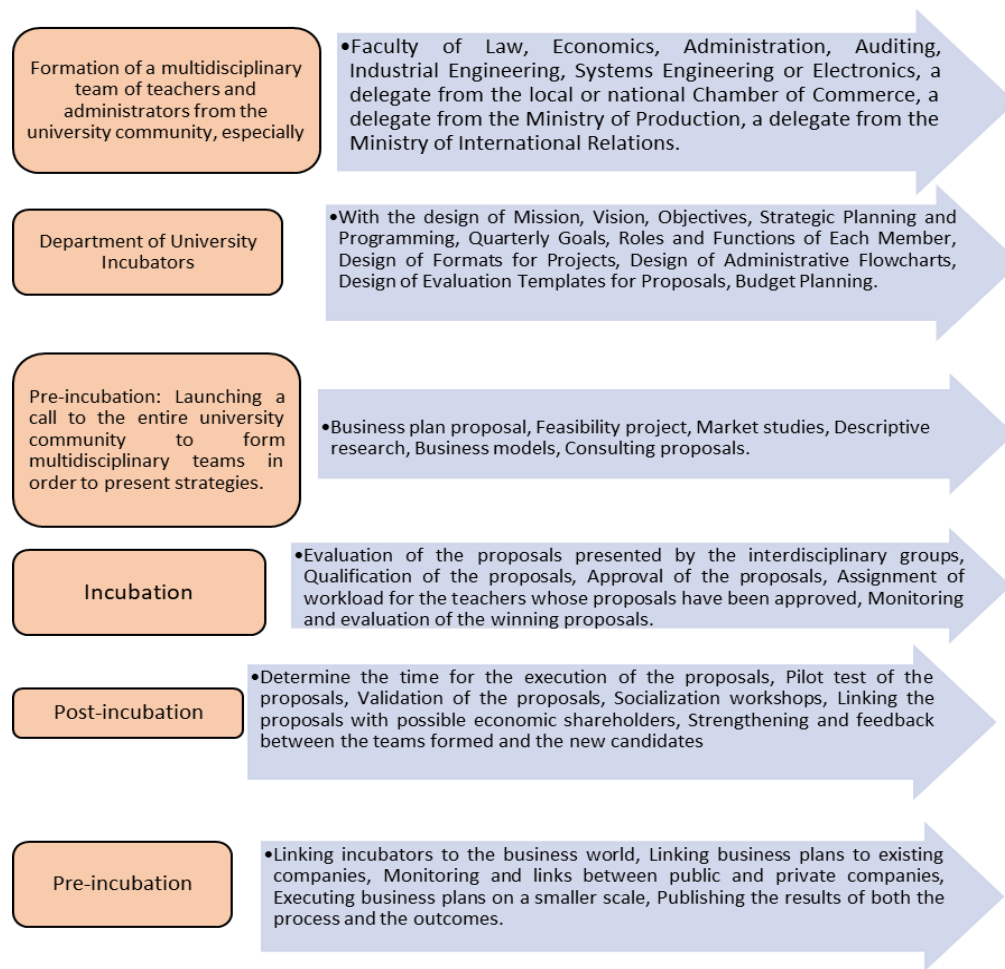 Formation of a multidisciplinary
team of teachers and
administrators from the
university community, especially
•Faculty of Law, Economics, Administration, Auditing,
Industrial Engineering, Systems Engineering or Electronics, a
delegate from the local or national Chamber of Commerce, a
delegate from the Ministry of Production, a delegate from the
Ministry of International Relations.
Department of University
Incubators
•With the design of Mission, Vision, Objectives, Strategic Planning and
Programming, Quarterly Goals, Roles and Functions of Each Member,
Design of Formats for Projects, Design of Administrative Flowcharts,
Design of Evaluation Templates for Proposals, Budget Planning.
Pre-incubation: Launching a
call to the entire university
community to form
multidisciplinary teams in
order to present strategies.
•Business plan proposal, Feasibility project, Market studies, Descriptive
research, Business models, Consulting proposals.
Incubation
•Evaluation of the proposals presented by the interdisciplinary groups,
Qualification of the proposals, Approval of the proposals, Assignment of
workload for the teachers whose proposals have been approved, Monitoring
and evaluation of the winning proposals.
Post-incubation
•Determine the time for the execution of the proposals, Pilot test of the
proposals, Validation of the proposals, Socialization workshops, Linking the
proposals with possible economic shareholders, Strengthening and feedback
between the teams formed and the new candidates
Pre-incubation
•Linking incubators to the business world, Linking business plans to existing
companies, Monitoring and links between public and private companies,
Executing business plans on a smaller scale, Publishing the results of both the
process and the outcomes.